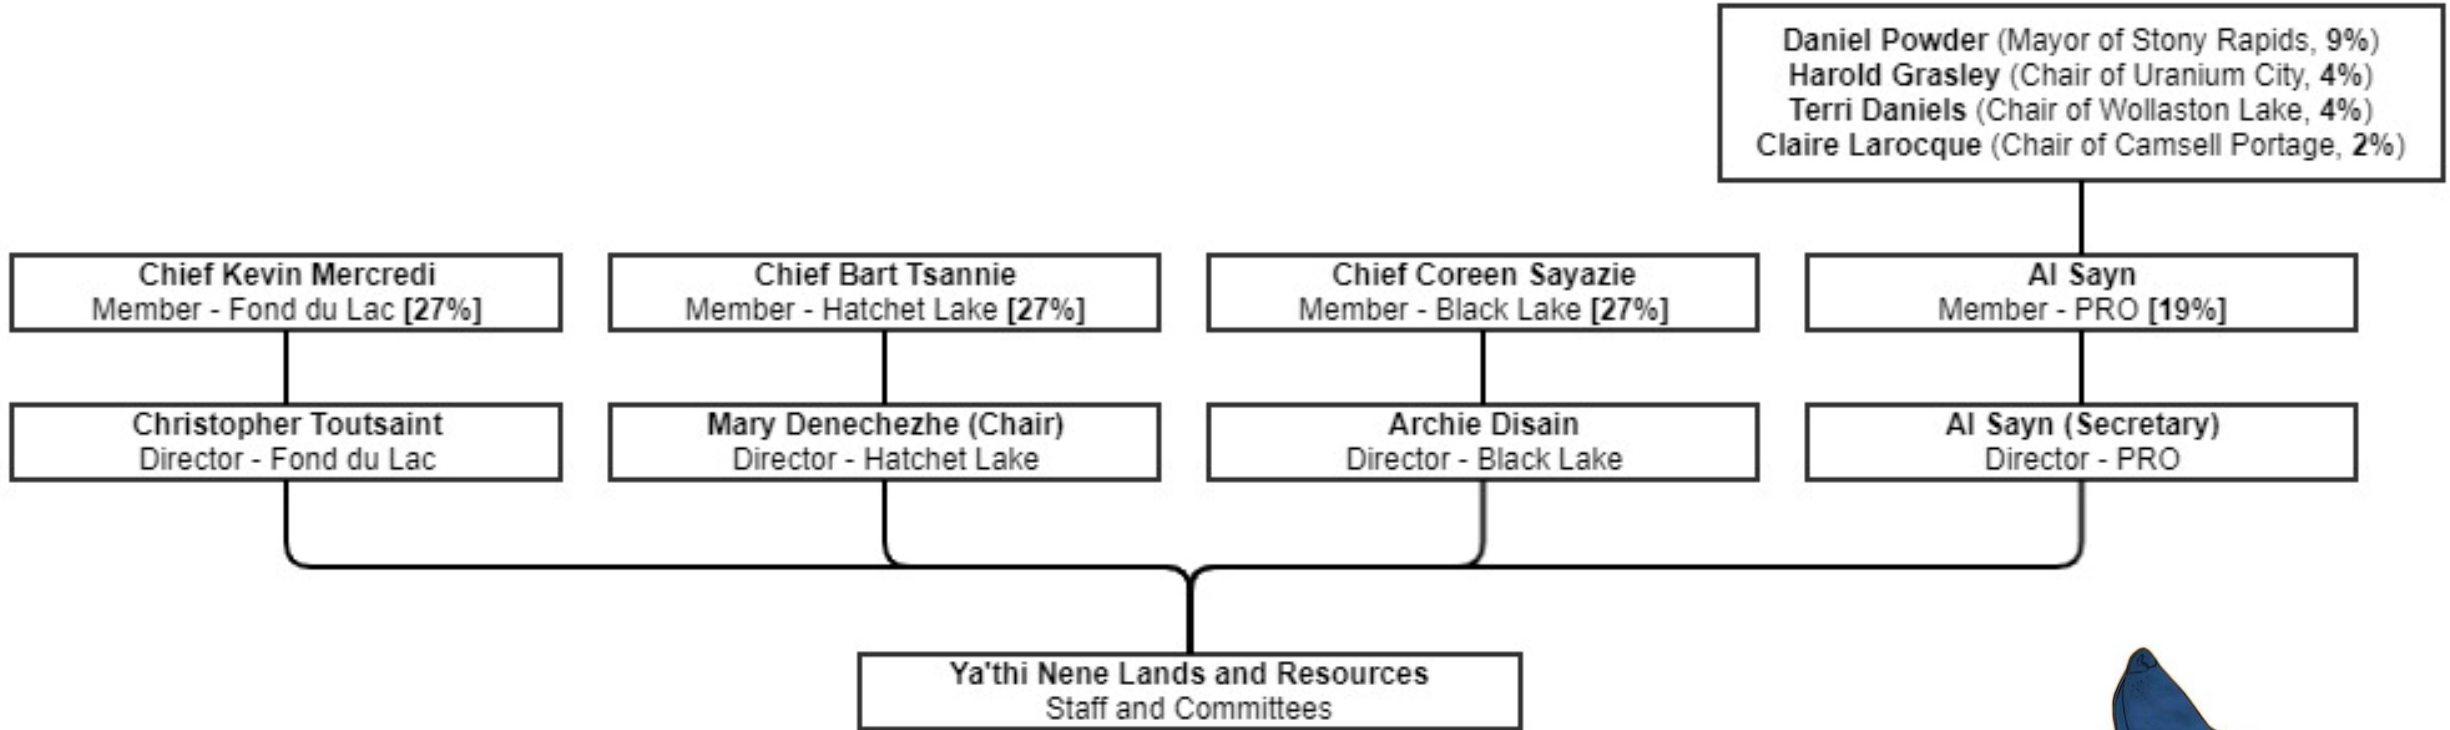 Daniel Powder (Mayor of Stony Rapids, 9%)
Harold Grasley (Chair of Uranium City, 4%)
Terri Daniels (Chair of Wollaston Lake, 4%)
Claire Larocque (Chair of Camsell Portage, 2%)
Chief Kevin Mercredi
Member - Fond du Lac [27%]
Chief Bart Tsannie
Member - Hatchet Lake [27%]
Chief Coreen Sayazie
Member - Black Lake [27%]
Al Sayn
Member - PRO [19%]
Christopher Toutsaint
Director - Fond du Lac
Mary Denechezhe (Chair)
Director - Hatchet Lake
Archie Disain
Director - Black Lake
Al Sayn (Secretary)
Director - PRO
Ya'thi Nene Lands and Resources
Staff and Committees